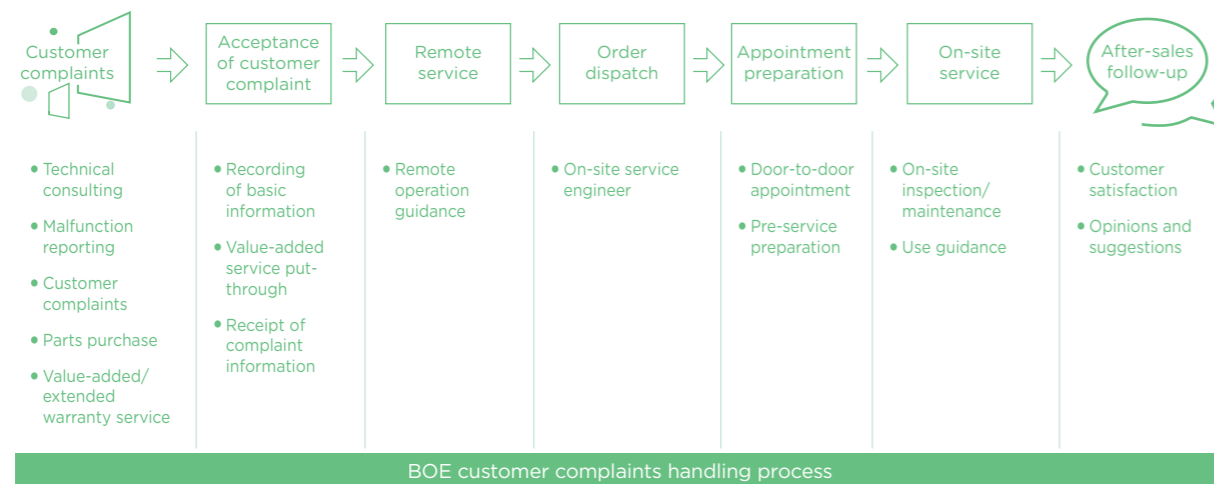 Customer
complaints
Acceptance
of customer
complaint
Remote
service
Order
dispatch
Appointment
preparation
On-site
service
After-sales
follow-up
• Technical
consulting
• Malfunction
reporting
• Customer
complaints
• Parts purchase
• Value-added/
extended
warranty service
• Recording
of basic
information
• Value-added
service put-
through
• Receipt of
complaint
information
• Remote
operation
guidance
• On-site service
engineer
• Door-to-door
appointment
• Pre-service
preparation
• On-site
inspection/
maintenance
• Use guidance
• Customer
satisfaction
• Opinions and
suggestions
BOE customer complaints handling process